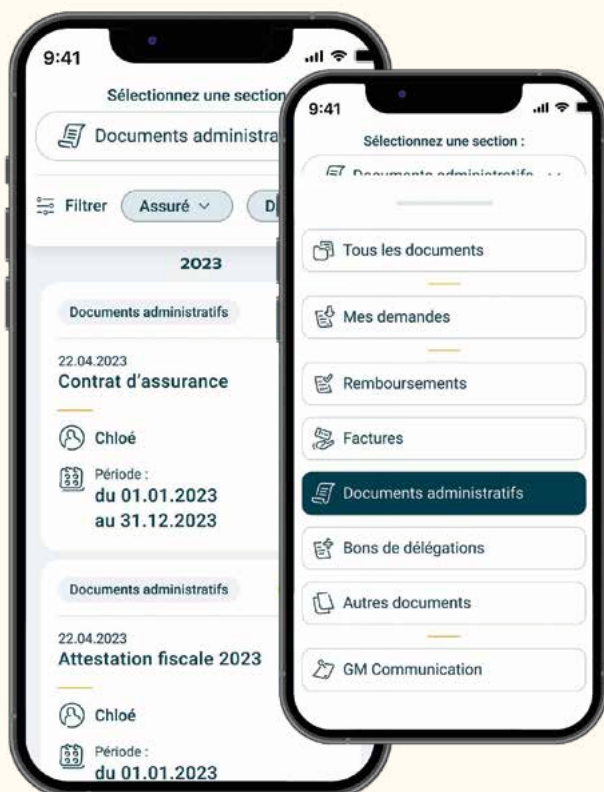 9:41
Sélectionnez une section
Documents administra
Filtrer
Assuré
D
2023
Documents administratifs
22.04.2023
Contrat d'assurance
Chloé
Période :
du 01.01.2023
au 31.12.2023
Documents administratifs
22.04.2023
Attestation fiscale 2023
Chloé
Période :
du 01.01.2023
9:41
Sélectionnez une section :
Documents administratifs
Tous les documents
Mes demandes
Remboursements
Factures
Documents administratifs
Bons de délégations
Autres documents
GM Communication